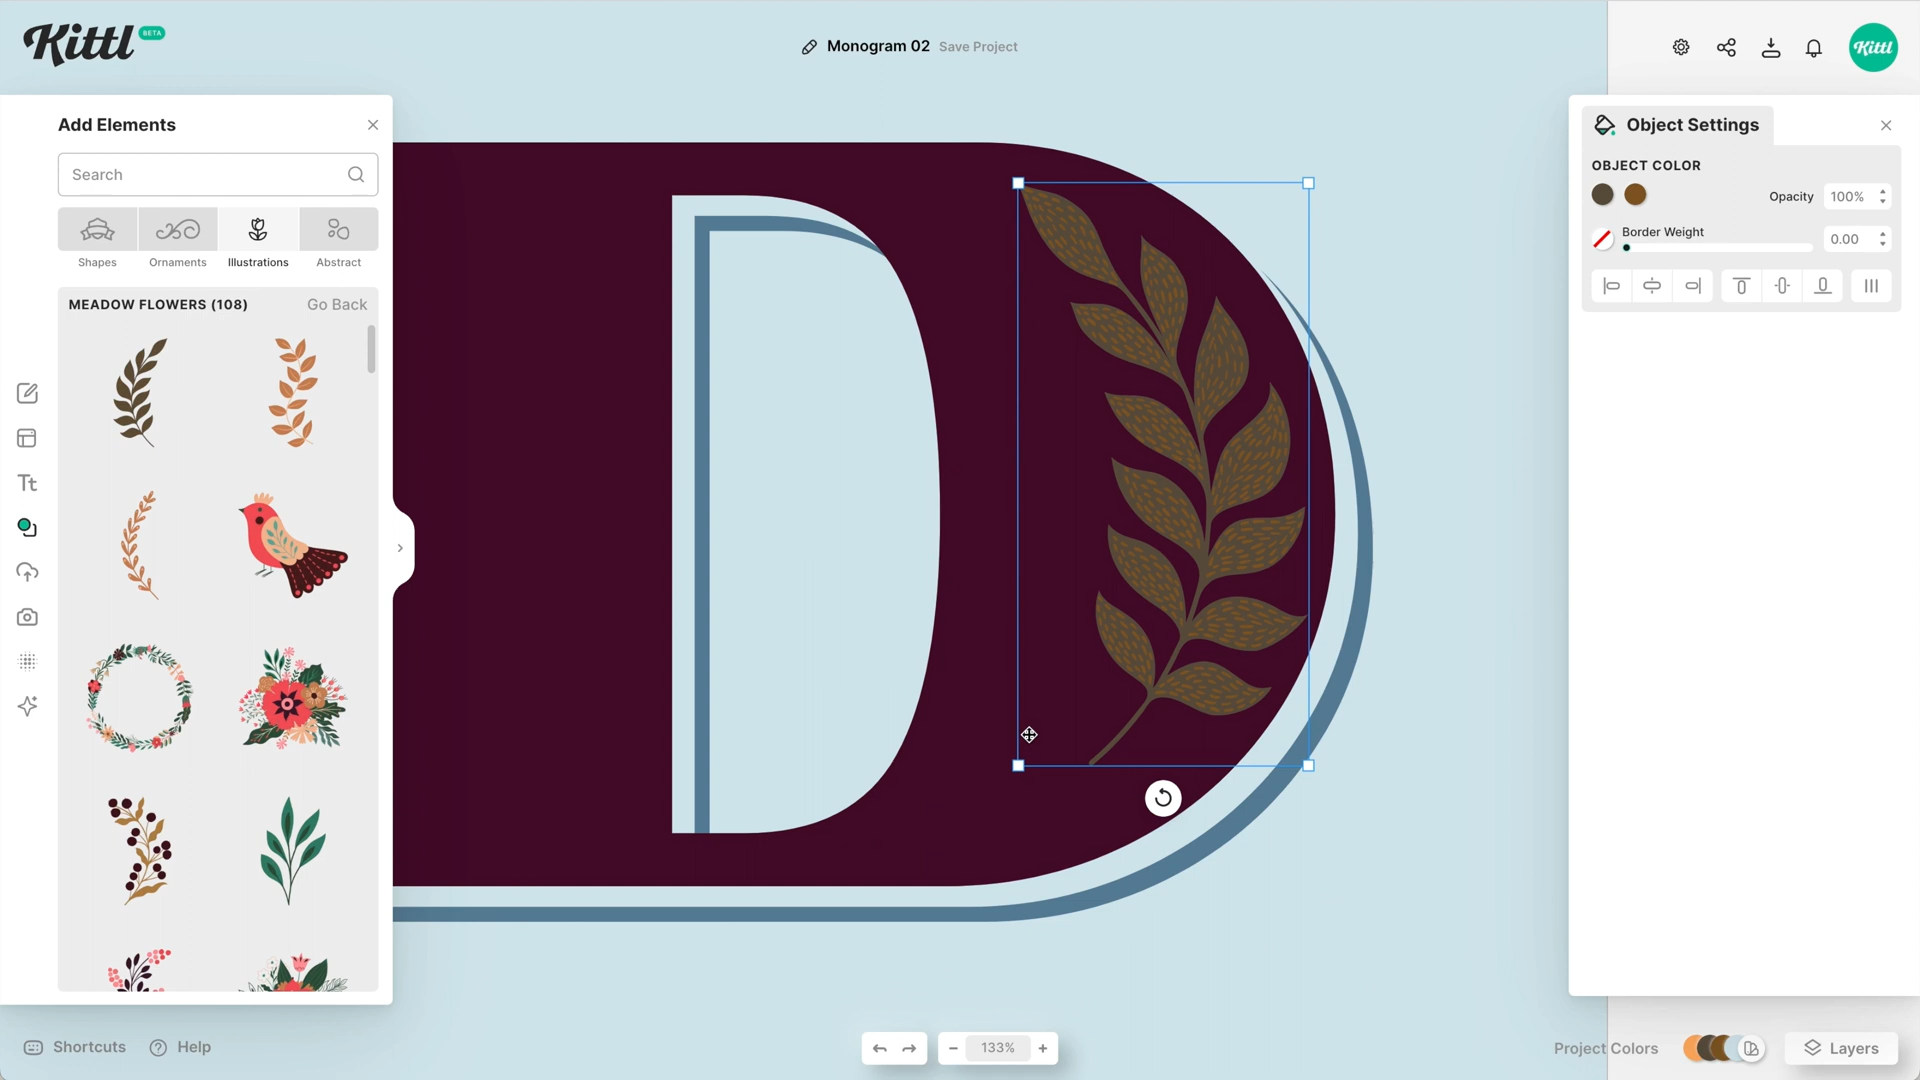 Kittl BETA
Monogram 02 Save Project
Kittl
Add Elements
Search
Shapes Ornaments Illustrations Abstract
MEADOW FLOWERS (108) Go Back
Tt
D
Object Settings
OBJECT COLOR
Opacity 100%
Border Weight 0.00
Shortcuts Help
133%
Project Colors
Layers